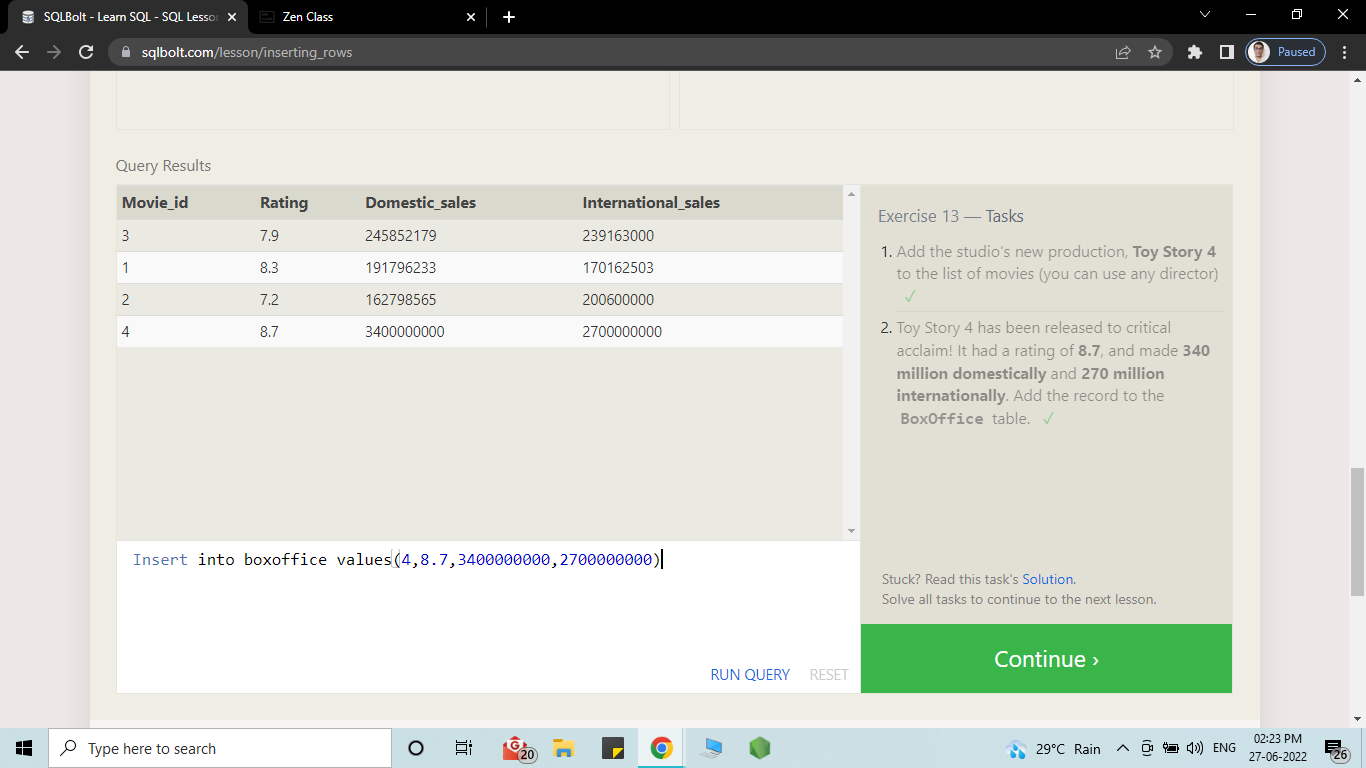 SQLBolt - Learn SQL - SQL Lesson
Zen Class
sqlbolt.com/lesson/inserting_rows
Paused
Query Results
Movie_id Rating Domestic_sales International_sales
3 7.9 245852179 239163000
1 8.3 191796233 170162503
2 7.2 162798565 200600000
4 8.7 3400000000 2700000000
Exercise 13 — Tasks
1. Add the studio's new production, Toy Story 4
to the list of movies (you can use any director)
✓
2. Toy Story 4 has been released to critical
acclaim! It had a rating of 8.7, and made 340
million domestically and 270 million
internationally. Add the record to the
BoxOffice table. ✓
Insert into boxoffice values(4,8.7,3400000000,2700000000)
RUN QUERY RESET
Stuck? Read this task's Solution.
Solve all tasks to continue to the next lesson.
Continue ›
Type here to search
G
20
29°C Rain
ENG
02:23 PM
27-06-2022
26